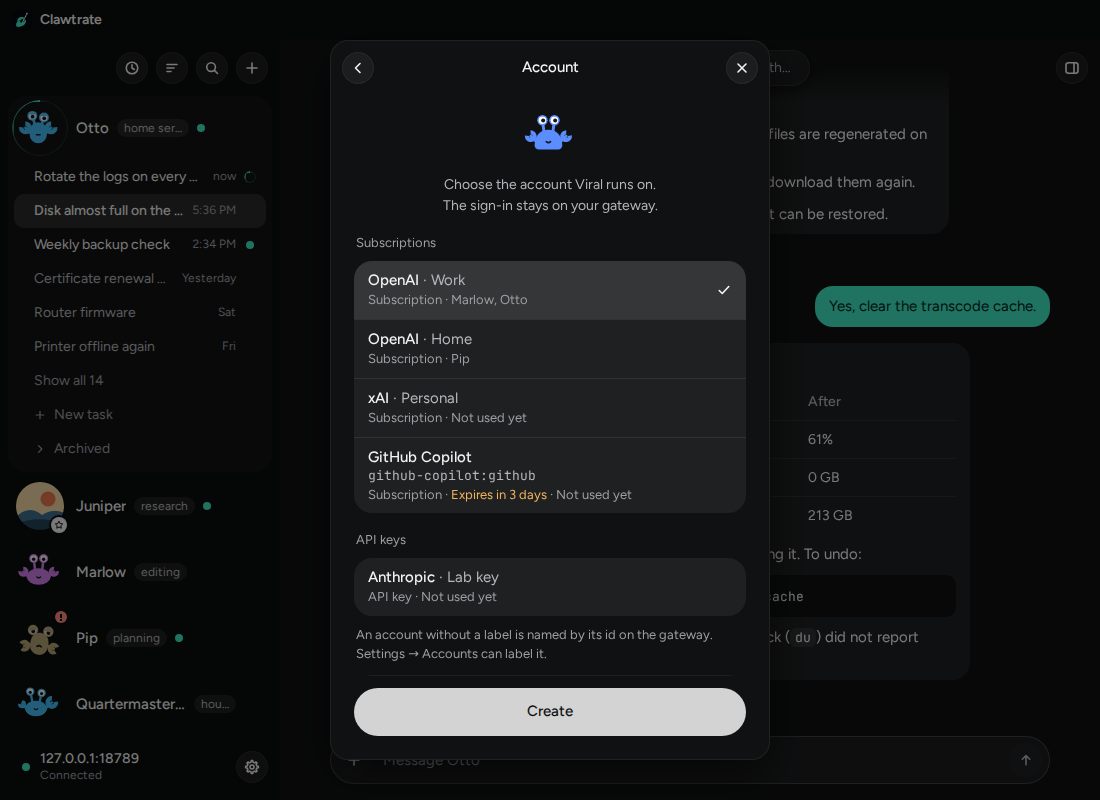 Clawtrate
Otto
home ser...
Rotate the logs on every ...
now
Disk almost full on the ...
5:36 PM
Weekly backup check
2:34 PM
Certificate renewal ...
Yesterday
Router firmware
Sat
Printer offline again
Fri
Show all 14
+ New task
Archived
Juniper
research
Marlow
editing
!
Pip
planning
Quartermaster...
hou...
127.0.0.1:18789
Connected
Account
Choose the account Viral runs on.
The sign-in stays on your gateway.
Subscriptions
OpenAI · Work
Subscription · Marlow, Otto
OpenAI · Home
Subscription · Pip
xAI · Personal
Subscription · Not used yet
GitHub Copilot
github-copilot:github
Subscription · Expires in 3 days · Not used yet
API keys
Anthropic · Lab key
API key · Not used yet
An account without a label is named by its id on the gateway.
Settings → Accounts can label it.
Create
th...
files are regenerated on
download them again.
t can be restored.
Yes, clear the transcode cache.
After
61%
0 GB
213 GB
ng it. To undo:
cache
ck ( du ) did not report
Message Otto